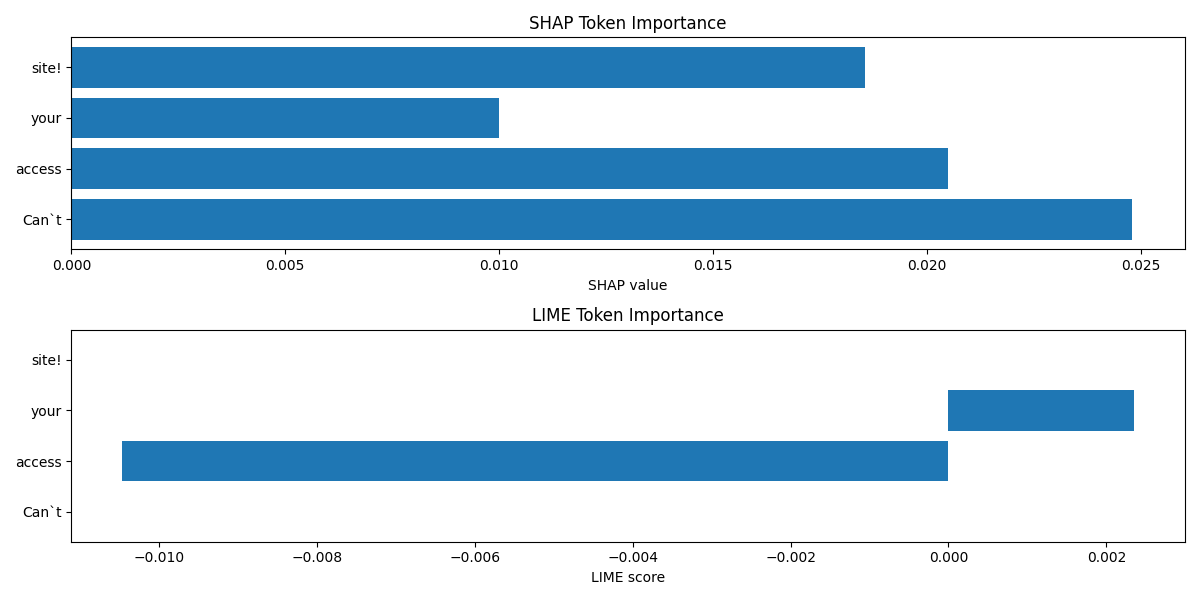 SHAP Token Importance
site!
your
access
Can`t
0.000 0.005 0.010 0.015 0.020 0.025
SHAP value
LIME Token Importance
site!
your
access
Can`t
−0.010 −0.008 −0.006 −0.004 −0.002 0.000 0.002
LIME score